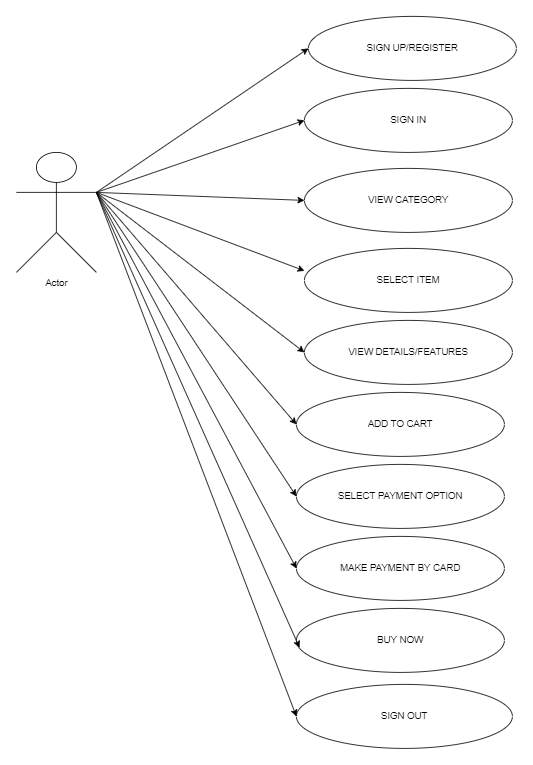 SIGN UP/REGISTER
SIGN IN
VIEW CATEGORY
Actor
SELECT ITEM
VIEW DETAILS/FEATURES
ADD TO CART
SELECT PAYMENT OPTION
MAKE PAYMENT BY CARD
BUY NOW
SIGN OUT